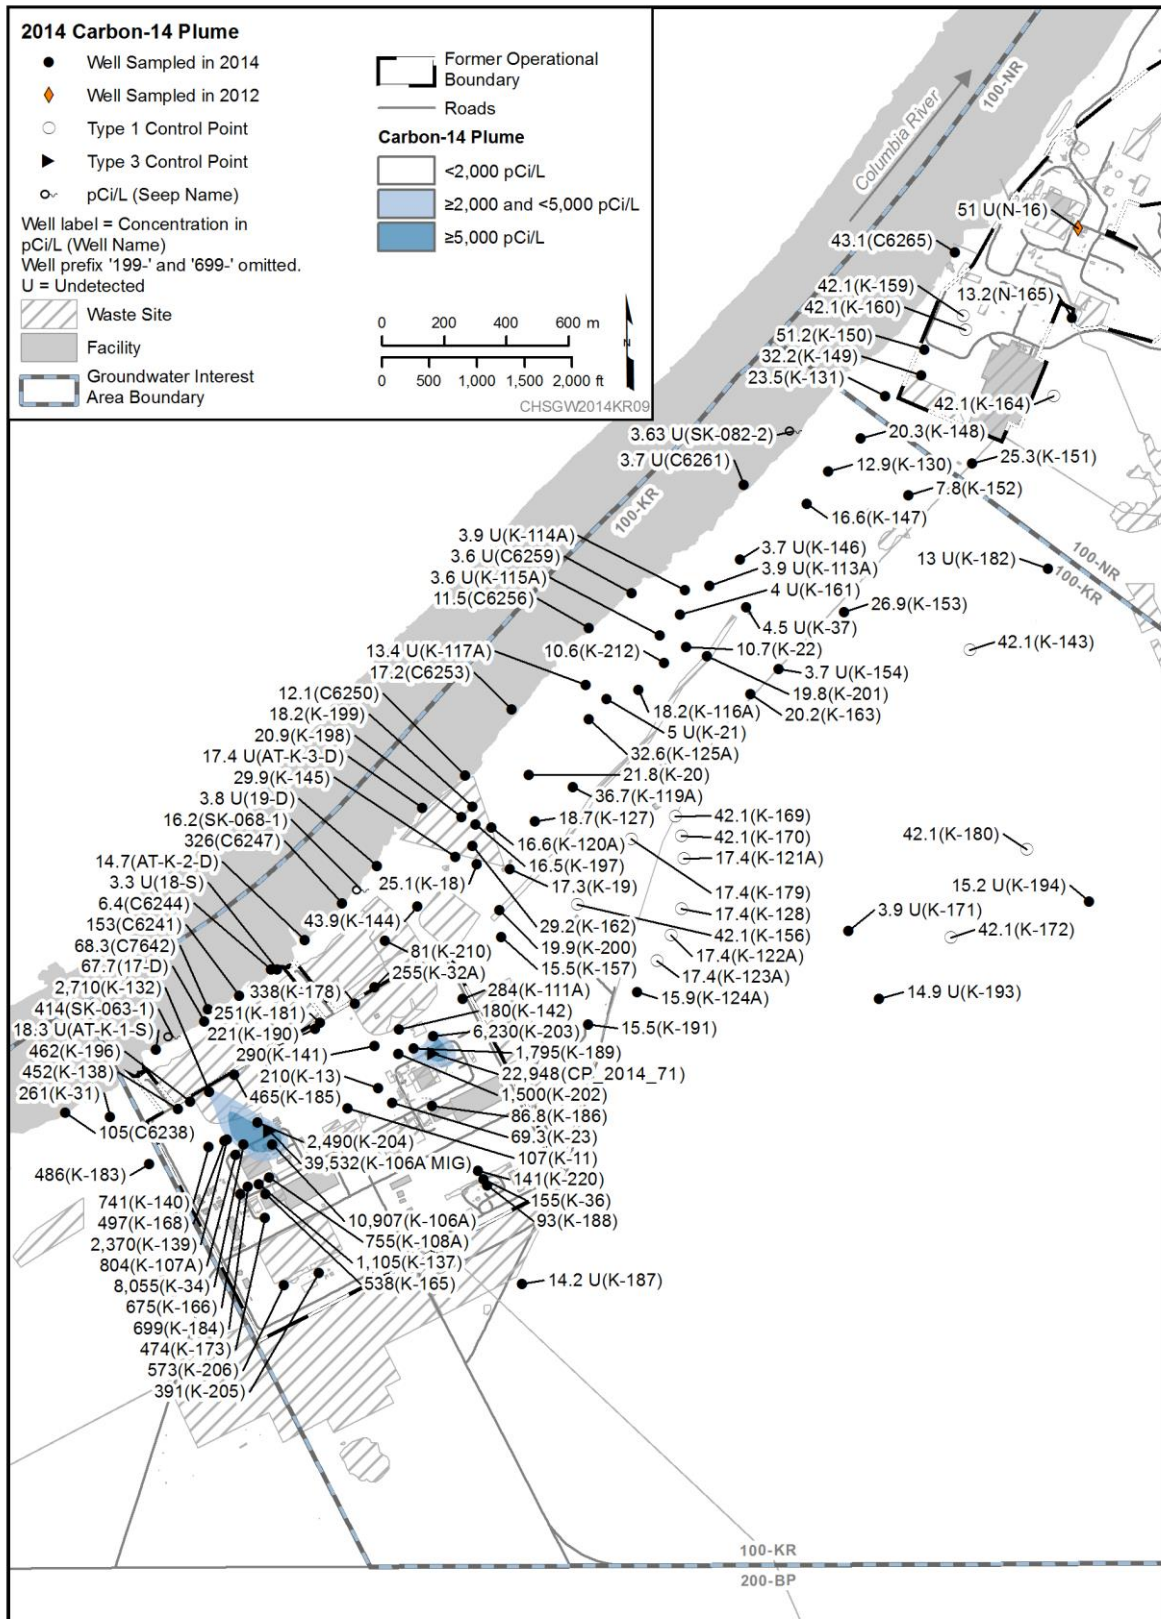 2014 Carbon-14 Plume
Well Sampled in 2014
Well Sampled in 2012
Type 1 Control Point
Type 3 Control Point
pCi/L (Seep Name)
Well label = Concentration in
pCi/L (Well Name)
Well prefix '199-' and '699-' omitted.
U = Undetected
Waste Site
Facility
Groundwater Interest
Area Boundary
Former Operational
Boundary
Roads
Carbon-14 Plume
<2,000 pCi/L
≥2,000 and <5,000 pCi/L
≥5,000 pCi/L
0 200 400 600 m
0 500 1,000 1,500 2,000 ft
N
CHSGW2014KR09
100-NR
Columbia River
51 U(N-16)
43.1(C6265)
42.1(K-159)
13.2(N-165)
42.1(K-160)
51.2(K-150)
32.2(K-149)
23.5(K-131)
42.1(K-164)
3.63 U(SK-082-2)
20.3(K-148)
3.7 U(C6261)
25.3(K-151)
12.9(K-130)
7.8(K-152)
16.6(K-147)
100-KR
3.9 U(K-114A)
3.7 U(K-146)
3.6 U(C6259)
3.9 U(K-113A)
13 U(K-182)
100-NR
100-KR
3.6 U(K-115A)
4 U(K-161)
11.5(C6256)
26.9(K-153)
4.5 U(K-37)
42.1(K-143)
13.4 U(K-117A)
10.6(K-212)
10.7(K-22)
17.2(C6253)
3.7 U(K-154)
12.1(C6250)
19.8(K-201)
18.2(K-199)
18.2(K-116A)
20.2(K-163)
20.9(K-198)
5 U(K-21)
17.4 U(AT-K-3-D)
32.6(K-125A)
29.9(K-145)
21.8(K-20)
3.8 U(19-D)
36.7(K-119A)
16.2(SK-068-1)
18.7(K-127)
42.1(K-169)
326(C6247)
16.6(K-120A)
42.1(K-170)
42.1(K-180)
14.7(AT-K-2-D)
16.5(K-197)
17.4(K-121A)
3.3 U(18-S)
25.1(K-18)
17.3(K-19)
17.4(K-179)
15.2 U(K-194)
6.4(C6244)
43.9(K-144)
29.2(K-162)
17.4(K-128)
3.9 U(K-171)
153(C6241)
42.1(K-156)
42.1(K-172)
68.3(C7642)
81(K-210)
19.9(K-200)
17.4(K-122A)
67.7(17-D)
255(K-32A)
15.5(K-157)
17.4(K-123A)
2,710(K-132)
338(K-178)
284(K-111A)
15.9(K-124A)
14.9 U(K-193)
414(SK-063-1)
251(K-181)
180(K-142)
18.3 U(AT-K-1-S)
221(K-190)
6,230(K-203)
15.5(K-191)
462(K-196)
290(K-141)
1,795(K-189)
452(K-138)
210(K-13)
22,948(CP_2014_71)
261(K-31)
465(K-185)
1,500(K-202)
105(C6238)
86.8(K-186)
2,490(K-204)
69.3(K-23)
486(K-183)
39,532(K-106A MIG)
107(K-11)
741(K-140)
141(K-220)
497(K-168)
155(K-36)
2,370(K-139)
10,907(K-106A)
93(K-188)
804(K-107A)
755(K-108A)
8,055(K-34)
1,105(K-137)
675(K-166)
538(K-165)
14.2 U(K-187)
699(K-184)
474(K-173)
573(K-206)
391(K-205)
100-KR
200-BP